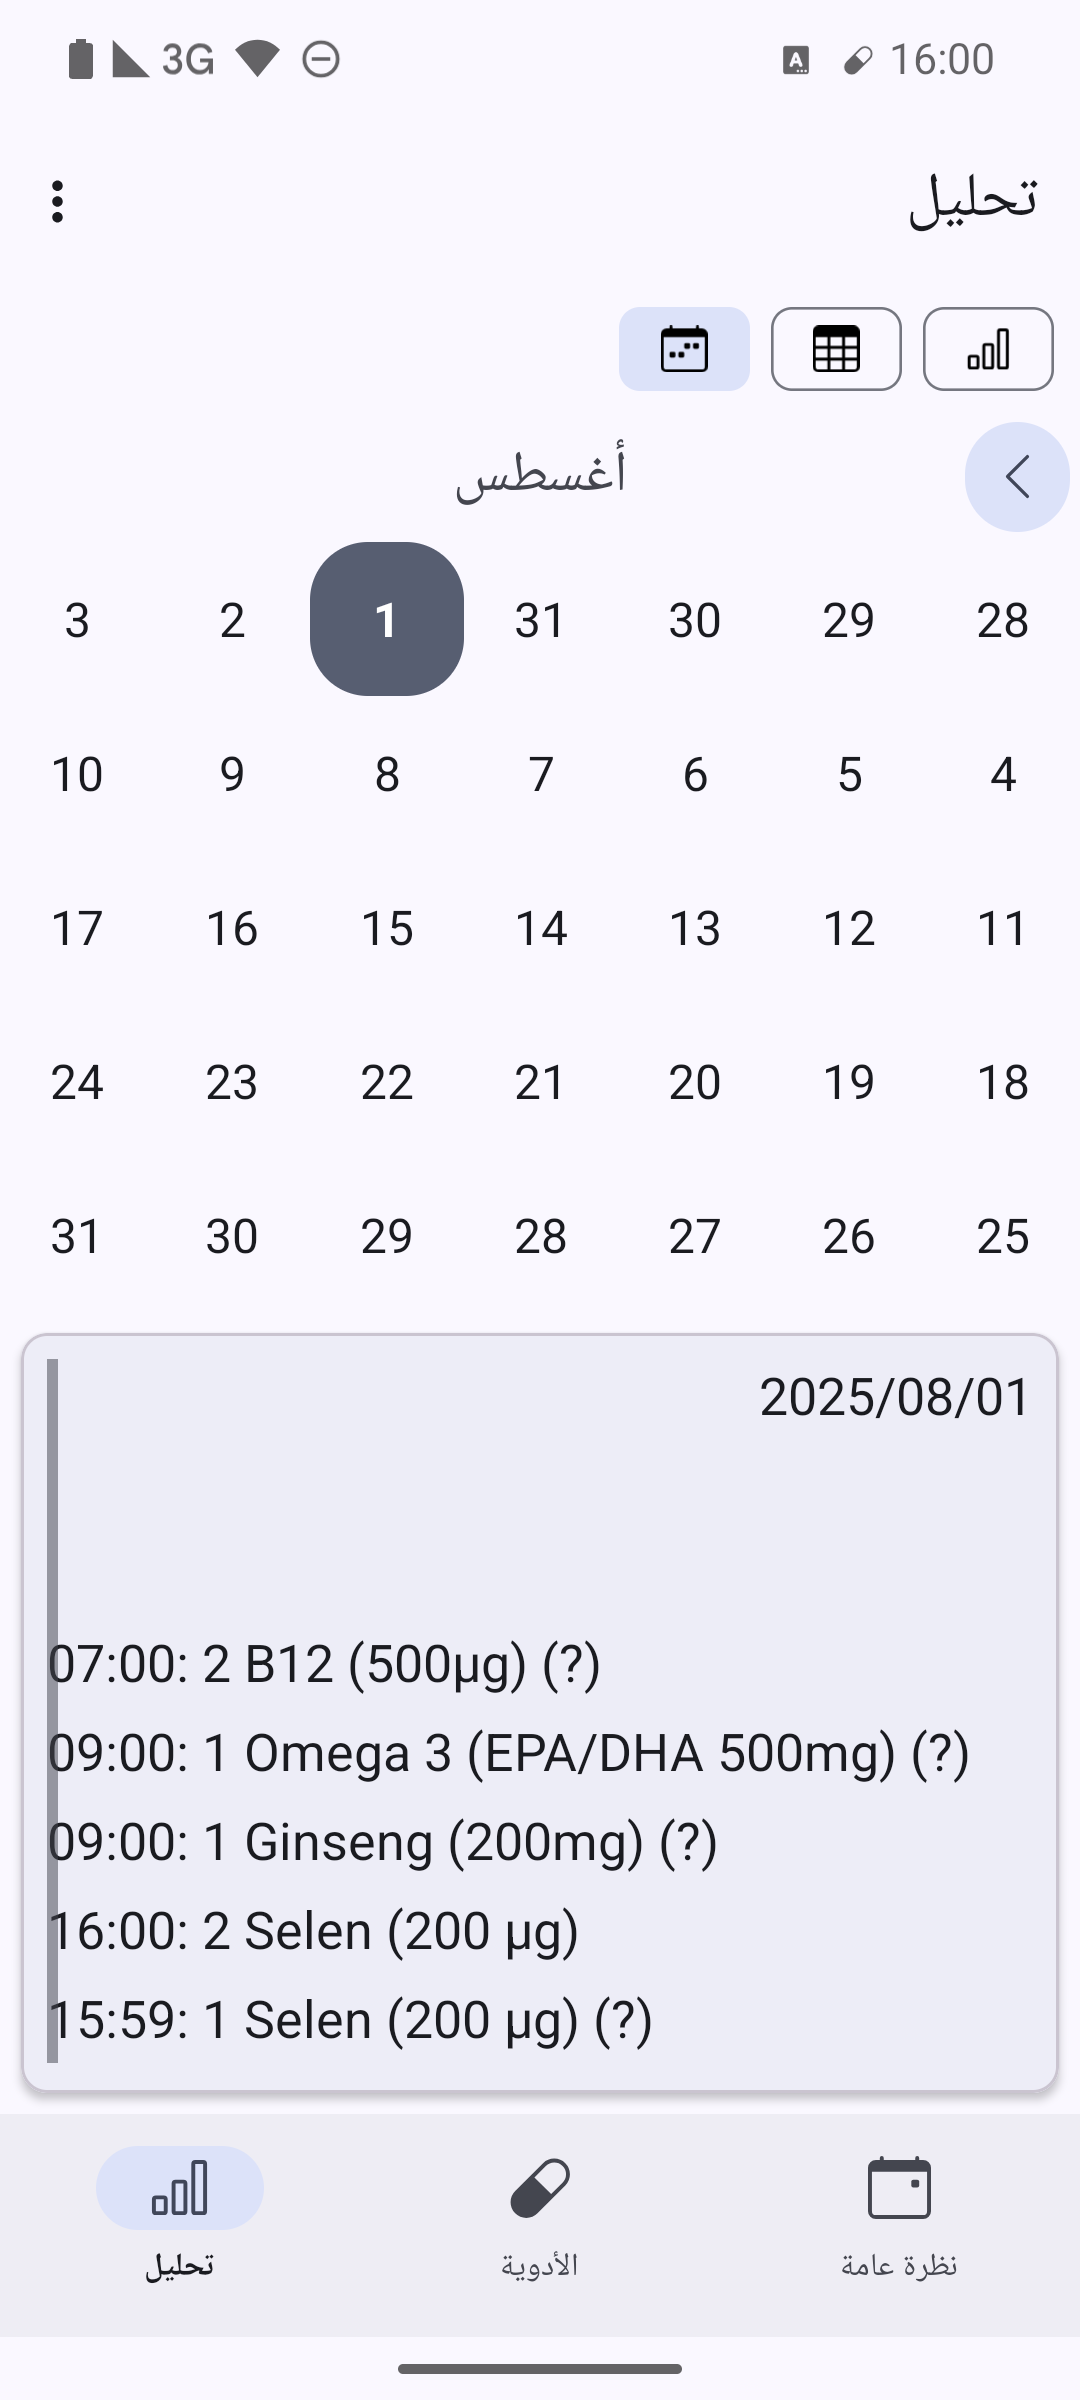 3G 16:00
تحليل
أغسطس
28 29 30 31 1 2 3
4 5 6 7 8 9 10
11 12 13 14 15 16 17
18 19 20 21 22 23 24
25 26 27 28 29 30 31
2025/08/01
07:00: 2 B12 (500µg) (?)
09:00: 1 Omega 3 (EPA/DHA 500mg) (?)
09:00: 1 Ginseng (200mg) (?)
16:00: 2 Selen (200 µg)
15:59: 1 Selen (200 µg) (?)
نظرة عامة
الأدوية
تحليل